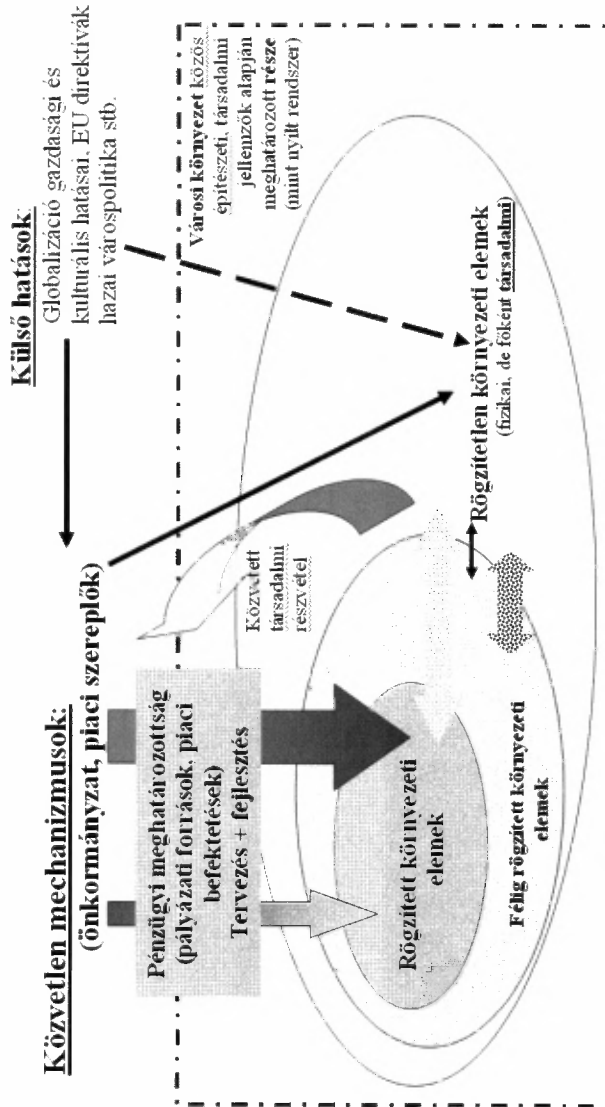 Külső hatások:
Globalizáció gazdasági és
kulturális hatásai, EU direktívák
hazai várospolitika stb.
Közvetlen mechanizmusok:
(önkormányzat, piaci szereplők)
Városi környezet közös
építészeti, társadalmi
jellemzők alapján
meghatározott része
(mint nyílt rendszer)
Pénzügyi meghatározottság
(pályázati források, piaci
befektetések)
Tervezés + fejlesztés
Közvetett
társadalmi
részvétel
Rögzítetlen környezeti elemek
(fizikai, de főként társadalmi)
Rögzített környezeti
elemek
Félig rögzített környezeti
elemek